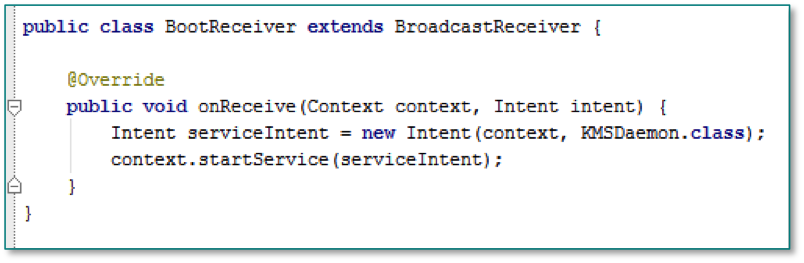 public class BootReceiver extends BroadcastReceiver {
@Override
public void onReceive(Context context, Intent intent) {
Intent serviceIntent = new Intent(context, KMSDaemon.class);
context.startService(serviceIntent);
}
}